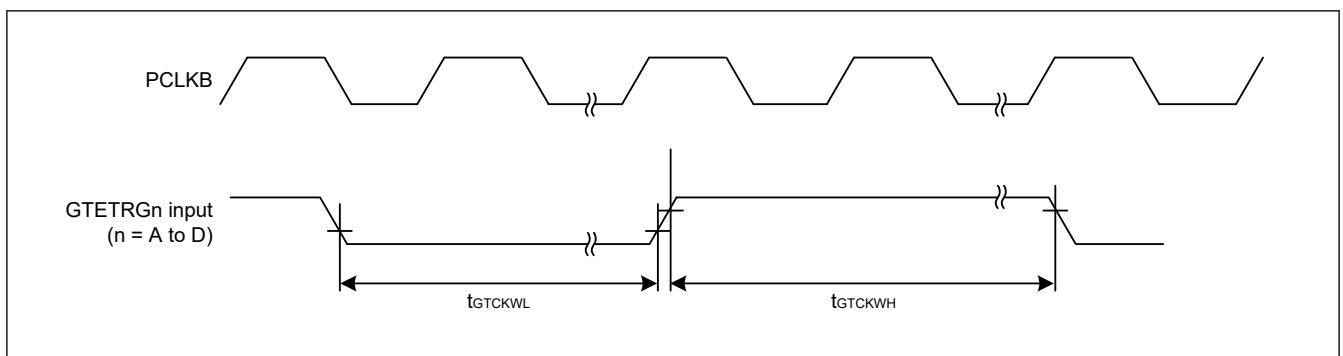 PCLKB
GTETRGn input
(n = A to D)
tGTCKWL
tGTCKWH